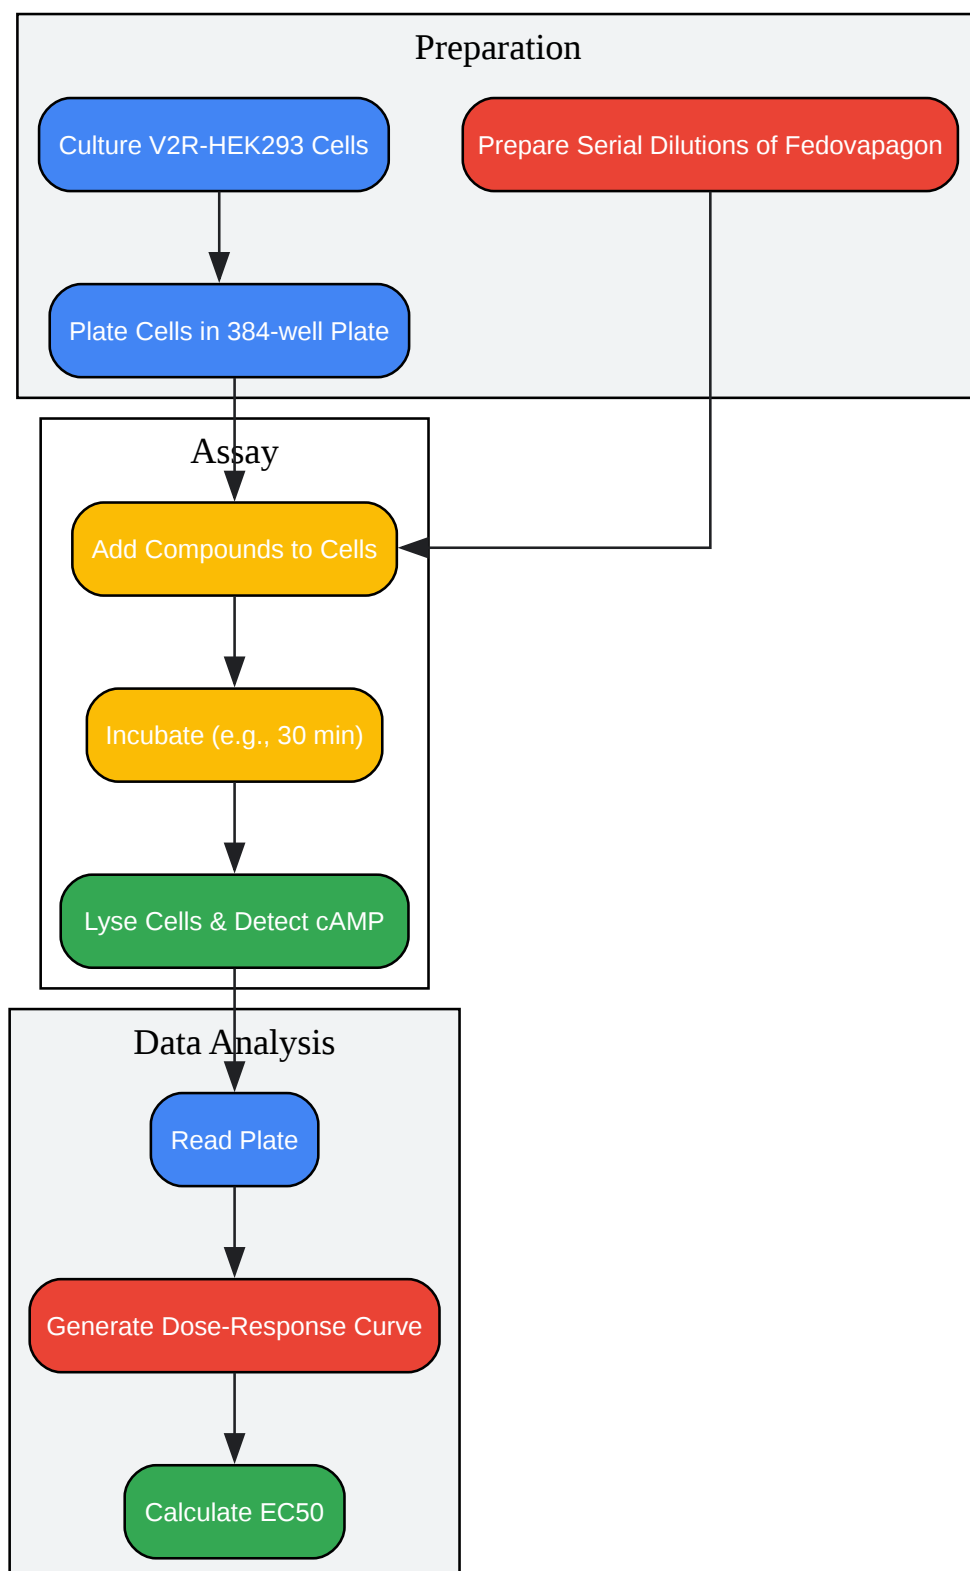 Preparation
Culture V2R-HEK293 Cells
Prepare Serial Dilutions of Fedovapagon
Plate Cells in 384-well Plate
Assay
Add Compounds to Cells
Incubate (e.g., 30 min)
Lyse Cells & Detect cAMP
Data Analysis
Read Plate
Generate Dose-Response Curve
Calculate EC50